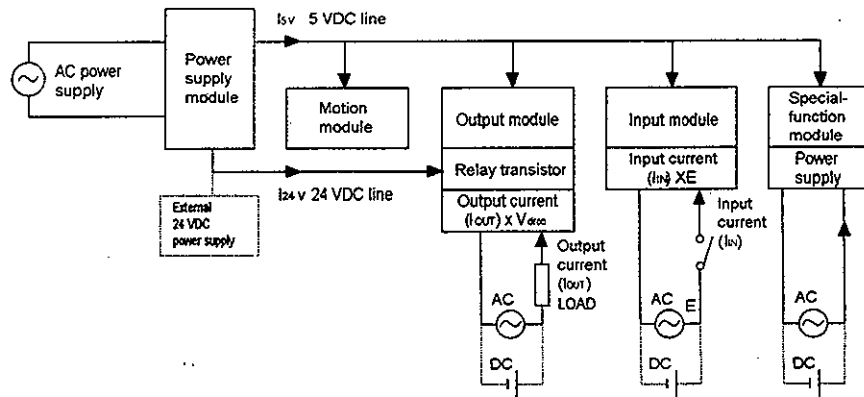 I5V 5 VDC line
AC power
supply
Power
supply
module
Motion
module
Output module
Relay transistor
Output current
(IOUT) x Vdrop
Input module
Input current
(IIN) XE
Special-
function
module
Power
supply
I24V 24 VDC line
External
24 VDC
power supply
Output
current
(IOUT)
LOAD
Input
current
(IIN)
AC
DC
AC
E
DC
AC
DC